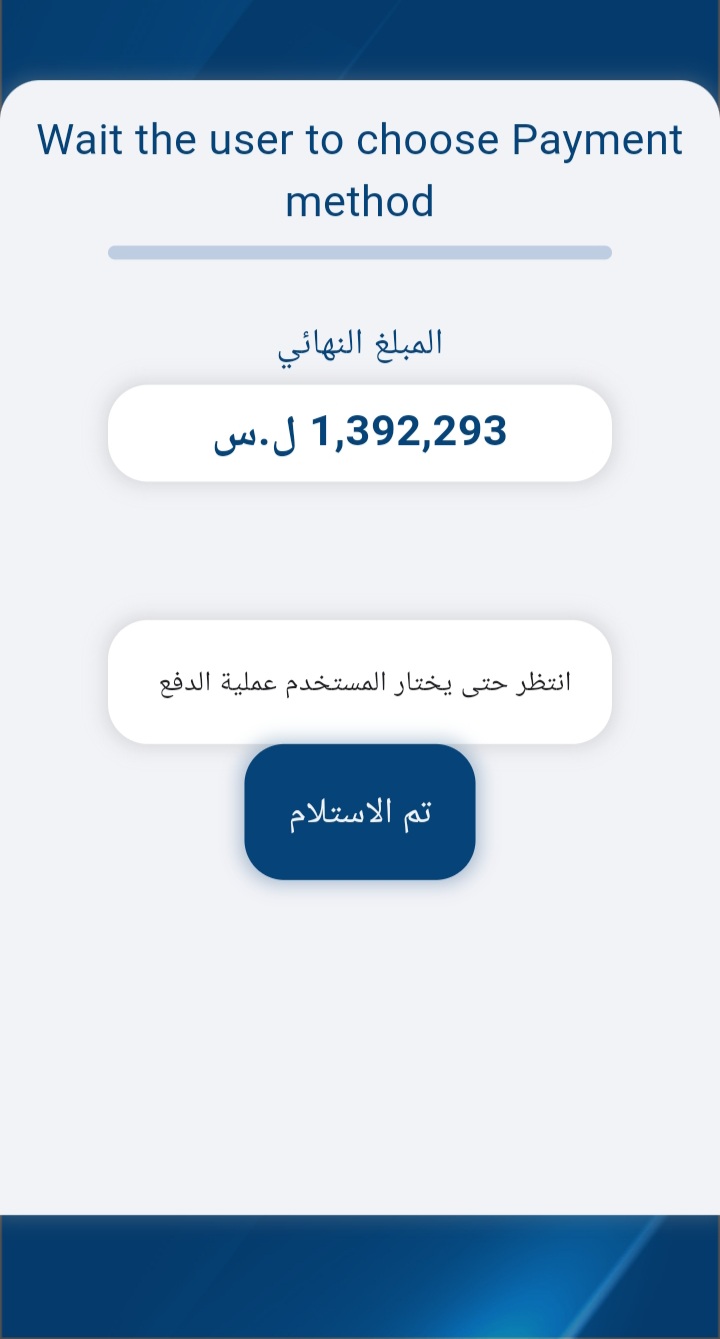 Wait the user to choose Payment
method
المبلغ النهائي
1,392,293 ل.س
انتظر حتى يختار المستخدم عملية الدفع
تم الاستلام